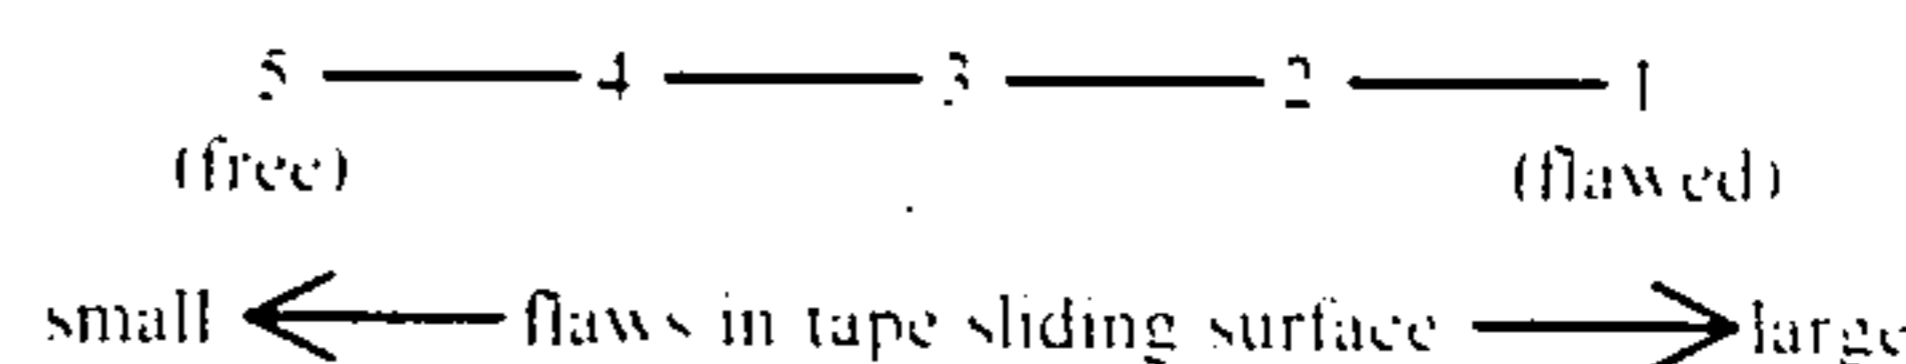 5 — 4 — 3 — 2 — 1
(free) (flawed)
small ← flaws in tape sliding surface → large